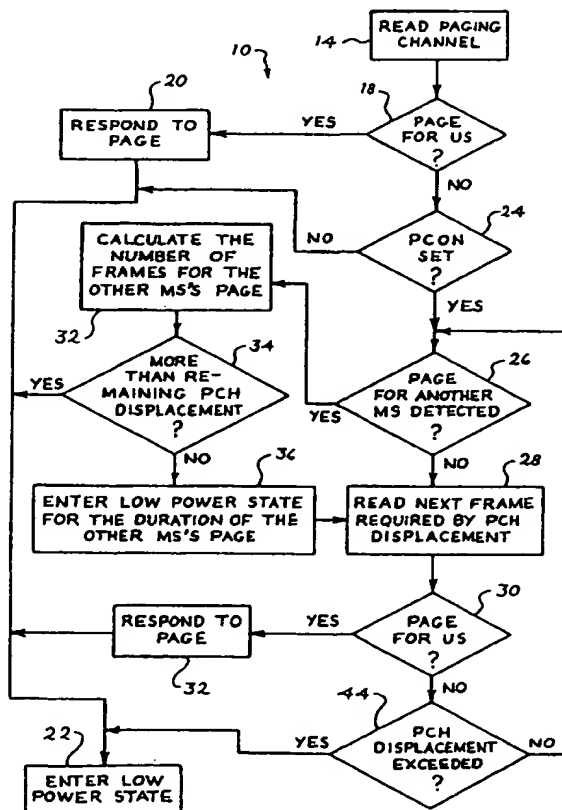 14
READ PAGING
CHANNEL
10
20
RESPOND TO
PAGE
YES
18
PAGE
FOR US
?
NO
24
PCON
SET
?
NO
YES
CALCULATE THE
NUMBER OF
FRAMES FOR THE
OTHER MS'S PAGE
32
34
MORE
THAN RE-
MAINING PCH
DISPLACEMENT
?
YES
NO
26
PAGE
FOR ANOTHER
MS DETECTED
?
YES
NO
36
ENTER LOW POWER STATE
FOR THE DURATION OF THE
OTHER MS'S PAGE
28
READ NEXT FRAME
REQUIRED BY PCH
DISPLACEMENT
30
PAGE
FOR US
?
YES
NO
RESPOND TO
PAGE
32
44
PCH
DISPLACEMENT
EXCEEDED
?
YES
NO
22
ENTER LOW
POWER STATE